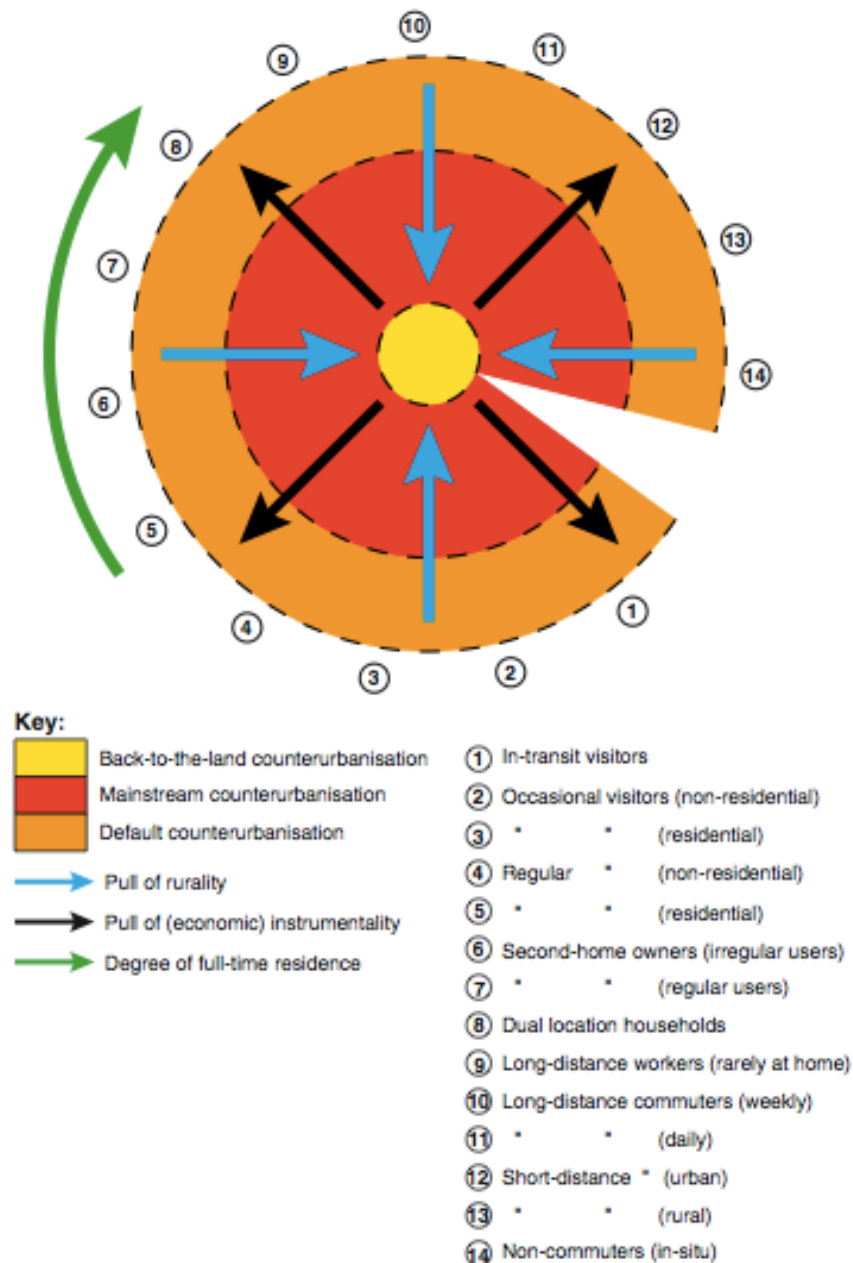 10
9
11
8
12
7
13
6
14
5
4
1
3
2
Key:
Back-to-the-land counterurbanisation
Mainstream counterurbanisation
Default counterurbanisation
Pull of rurality
Pull of (economic) instrumentality
Degree of full-time residence
1 In-transit visitors
2 Occasional visitors (non-residential)
3 " " (residential)
4 Regular " (non-residential)
5 " " (residential)
6 Second-home owners (irregular users)
7 " " (regular users)
8 Dual location households
9 Long-distance workers (rarely at home)
10 Long-distance commuters (weekly)
11 " " (daily)
12 Short-distance " (urban)
13 " " (rural)
14 Non-commuters (in-situ)